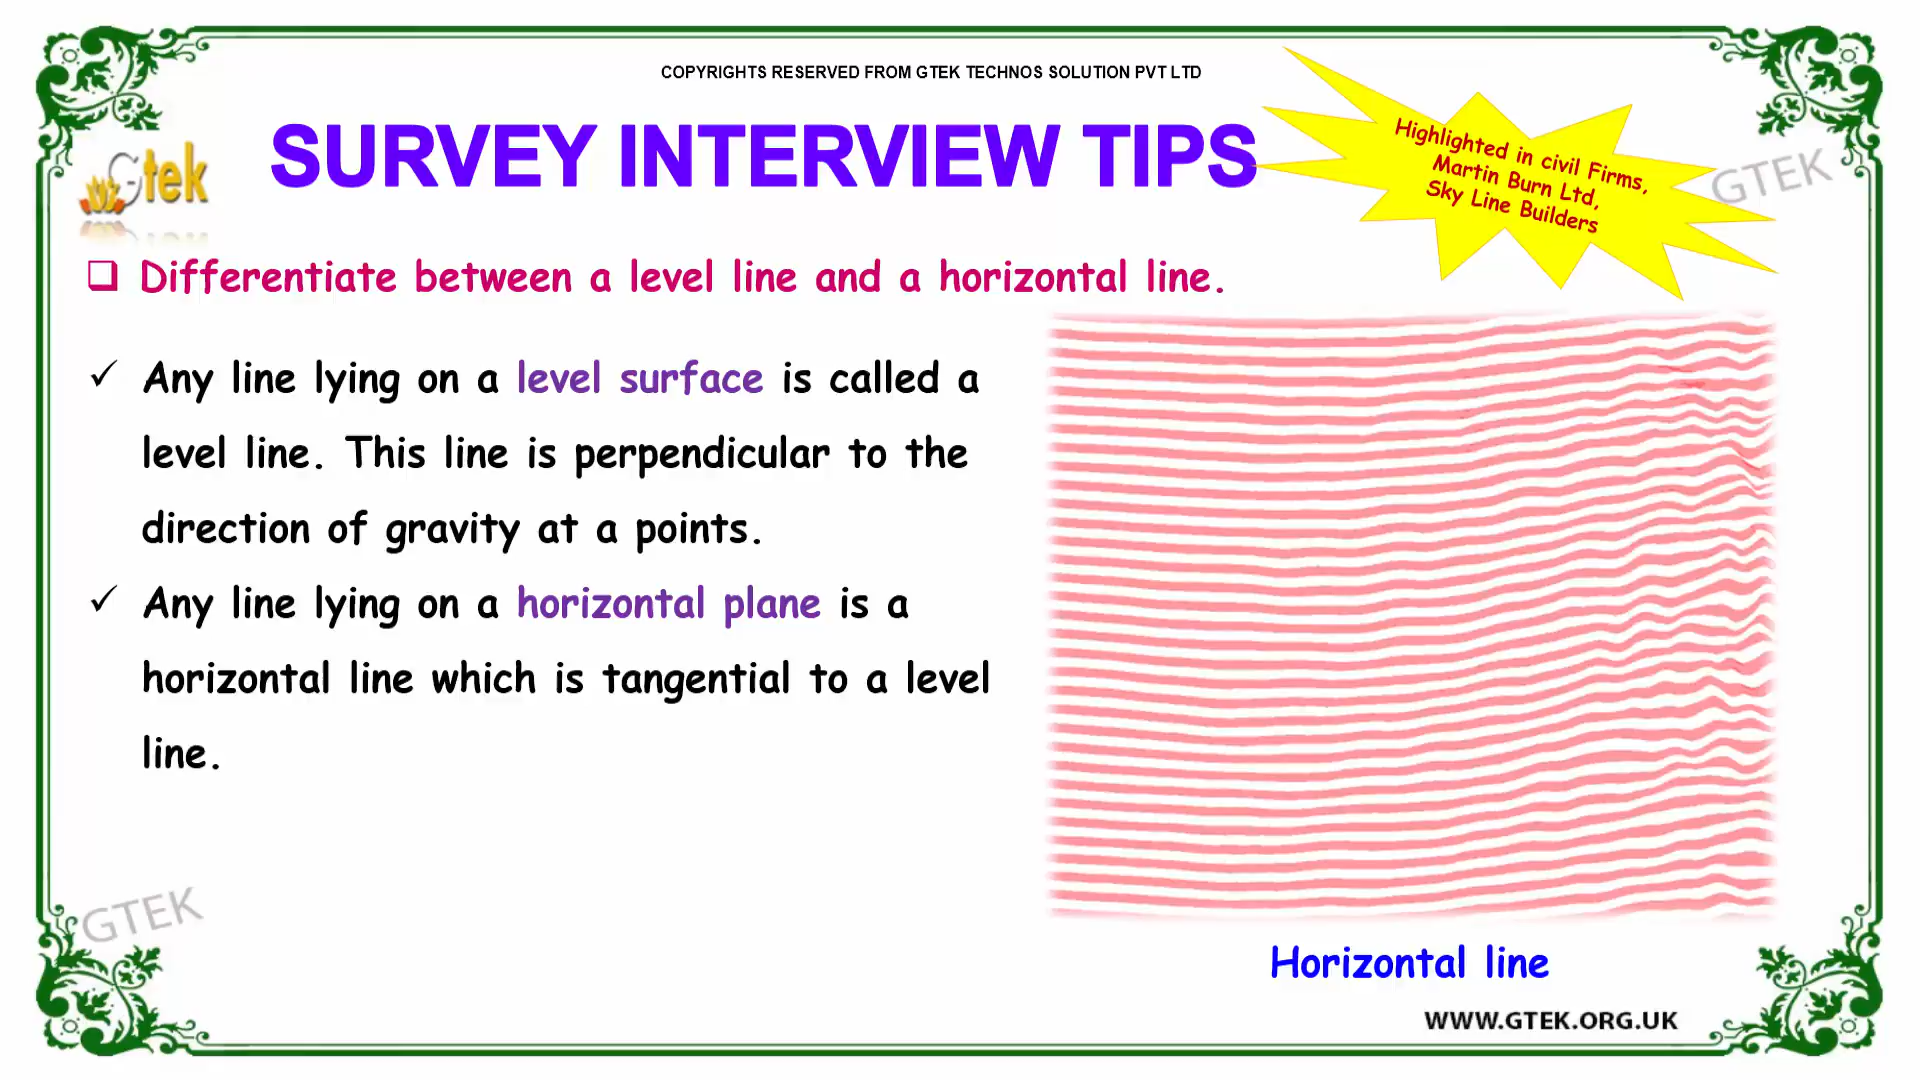 COPYRIGHTS RESERVED FROM GTEK TECHNOS SOLUTION PVT LTD
Gtek
SURVEY INTERVIEW TIPS
Highlighted in civil Firms,
Martin Burn Ltd,
Sky Line Builders
GTEK
Differentiate between a level line and a horizontal line.
Any line lying on a level surface is called a
level line. This line is perpendicular to the
direction of gravity at a points.
Any line lying on a horizontal plane is a
horizontal line which is tangential to a level
line.
GTEK
Horizontal line
WWW.GTEK.ORG.UK